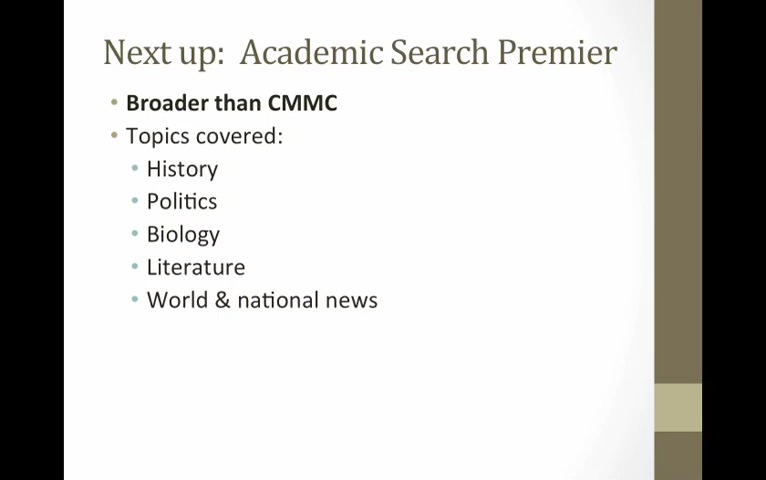 Next up:  Academic Search Premier
• Broader than CMMC
• Topics covered:
• History
• Politics
• Biology
• Literature
• World & national news